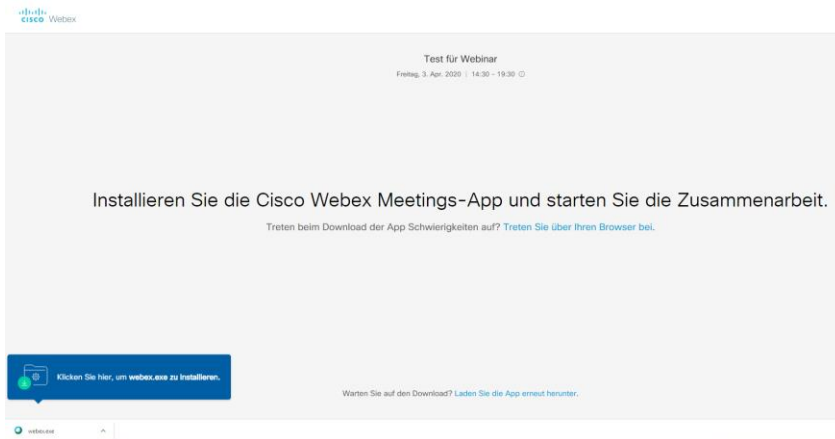 CISCO Webex
Test für Webinar
Freitag, 3. Apr. 2020 | 14:30 - 19:30
Installieren Sie die Cisco Webex Meetings-App und starten Sie die Zusammenarbeit.
Treten beim Download der App Schwierigkeiten auf? Treten Sie über Ihren Browser bei.
Klicken Sie hier, um webex.exe zu installieren.
Warten Sie auf den Download? Laden Sie die App erneut herunter.
webex.exe